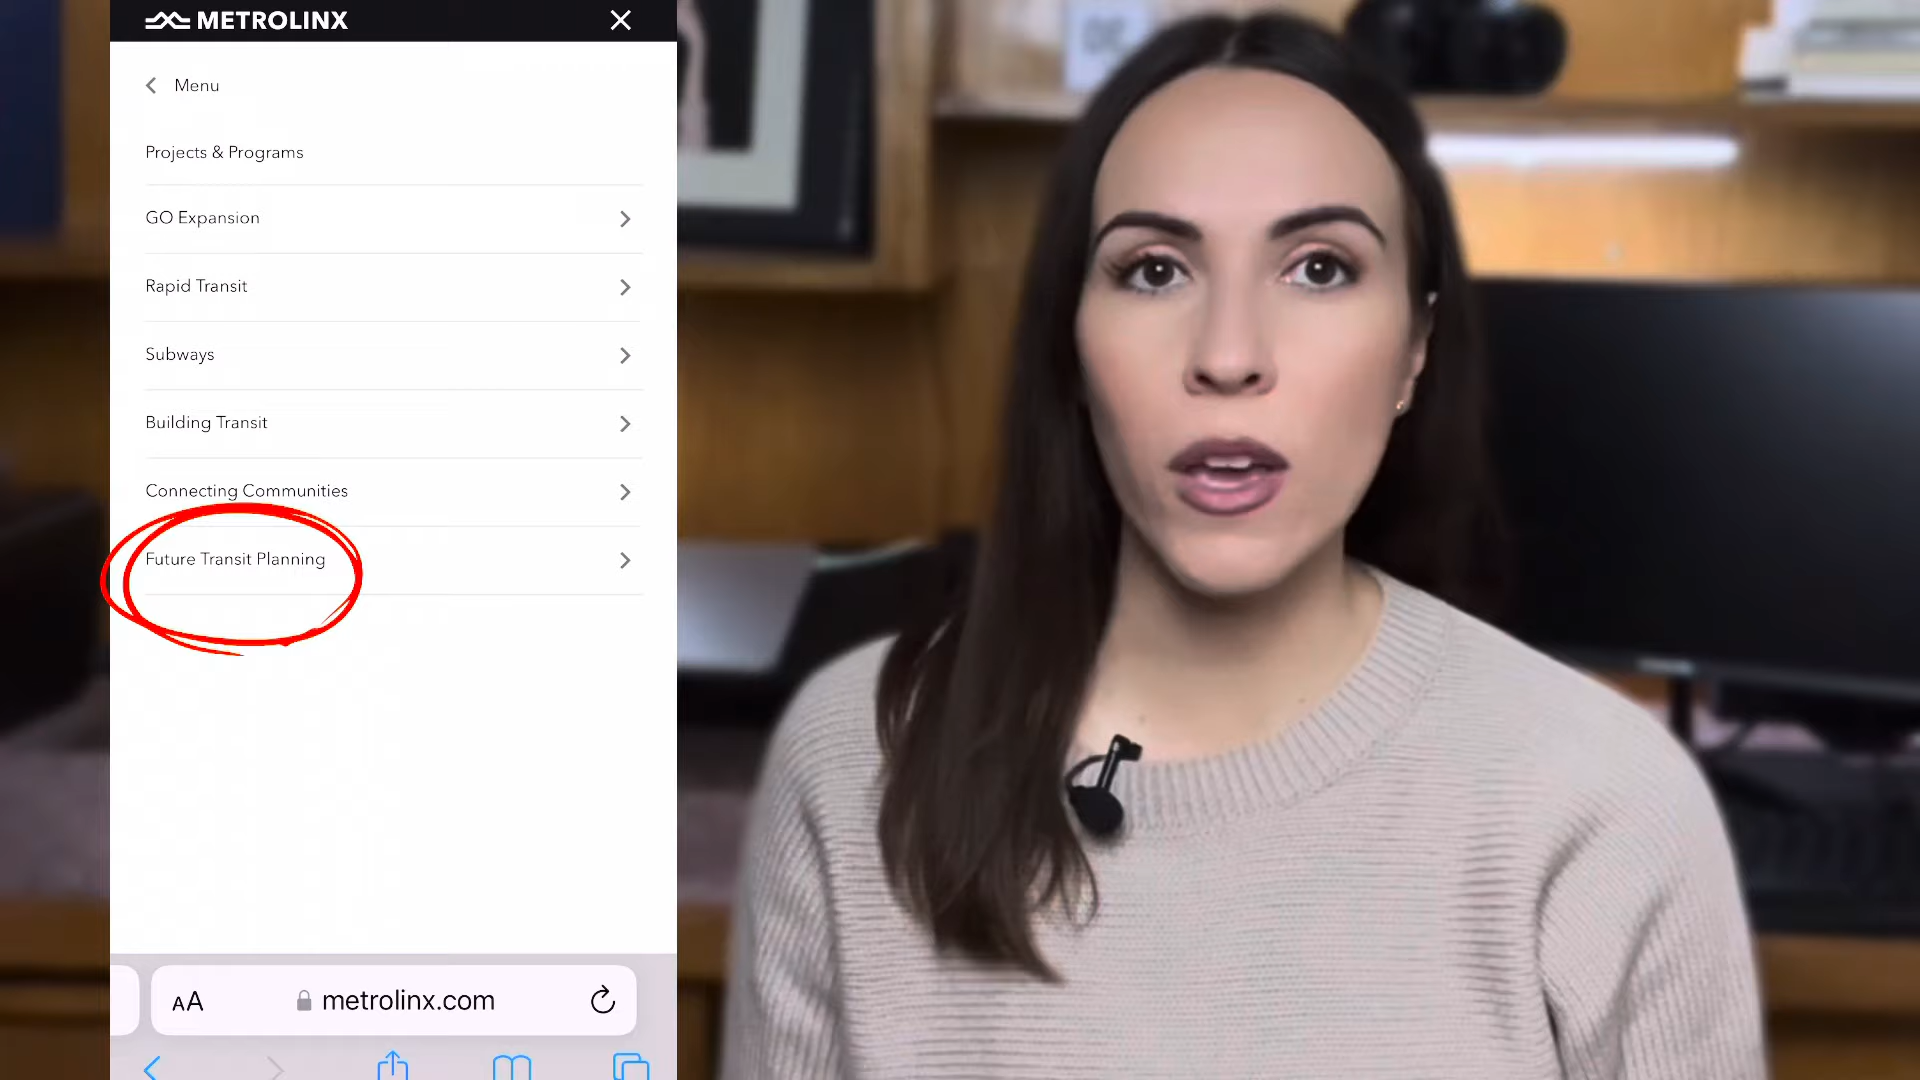 METROLINX
Menu
Projects & Programs
GO Expansion
Rapid Transit
Subways
Building Transit
Connecting Communities
Future Transit Planning
AA
metrolinx.com